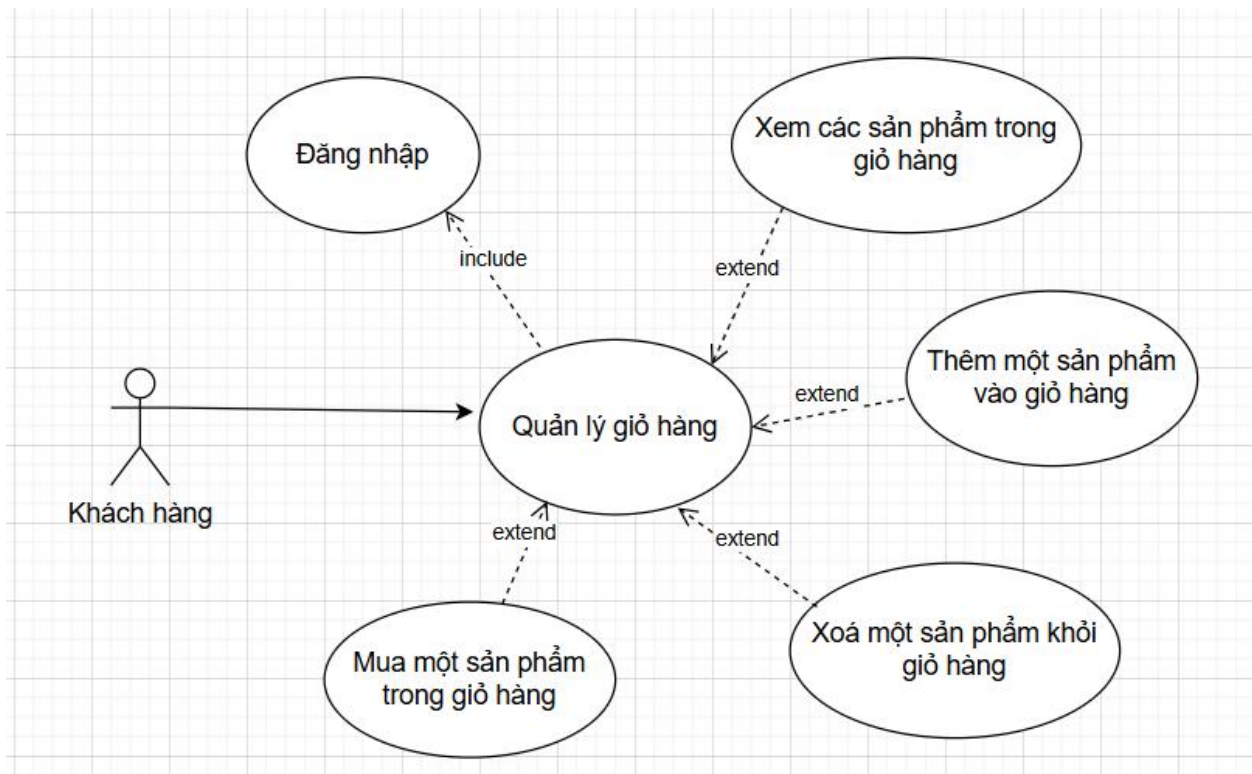 Đăng nhập
Xem các sản phẩm trong
giỏ hàng
include
extend
Thêm một sản phẩm
vào giỏ hàng
extend
Quản lý giỏ hàng
Khách hàng
extend
extend
Mua một sản phẩm
trong giỏ hàng
Xoá một sản phẩm khỏi
giỏ hàng